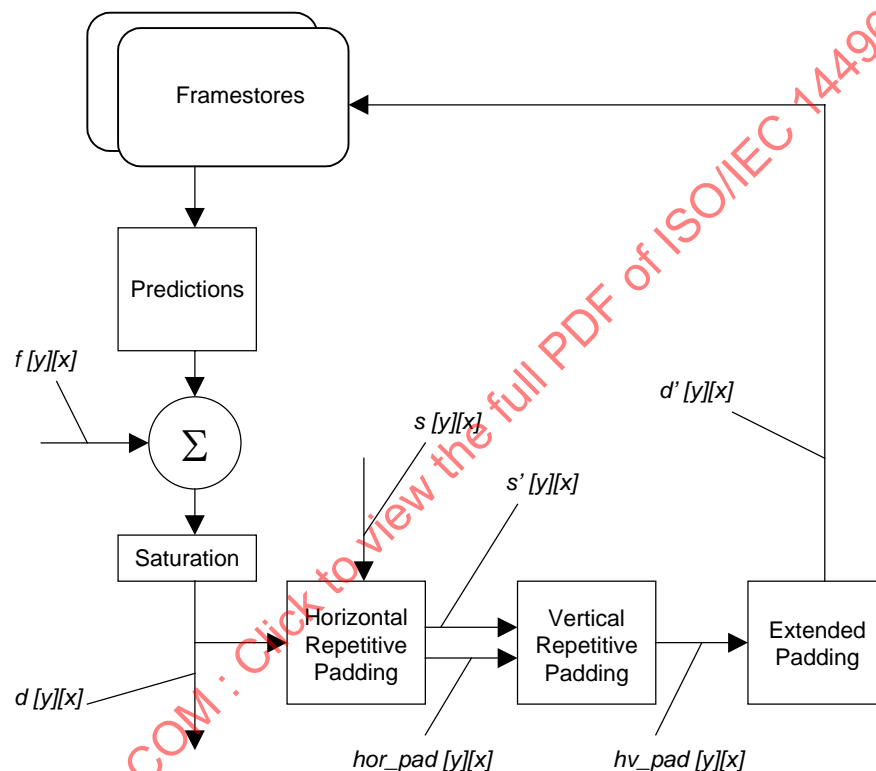 Framestores
Predictions
f [y][x]
Σ
s [y][x]
d' [y][x]
s' [y][x]
Saturation
Horizontal
Repetitive
Padding
Vertical
Repetitive
Padding
Extended
Padding
d [y][x]
hor_pad [y][x]
hv_pad [y][x]
COM : Click to view the full PDF of ISO/IEC 14496